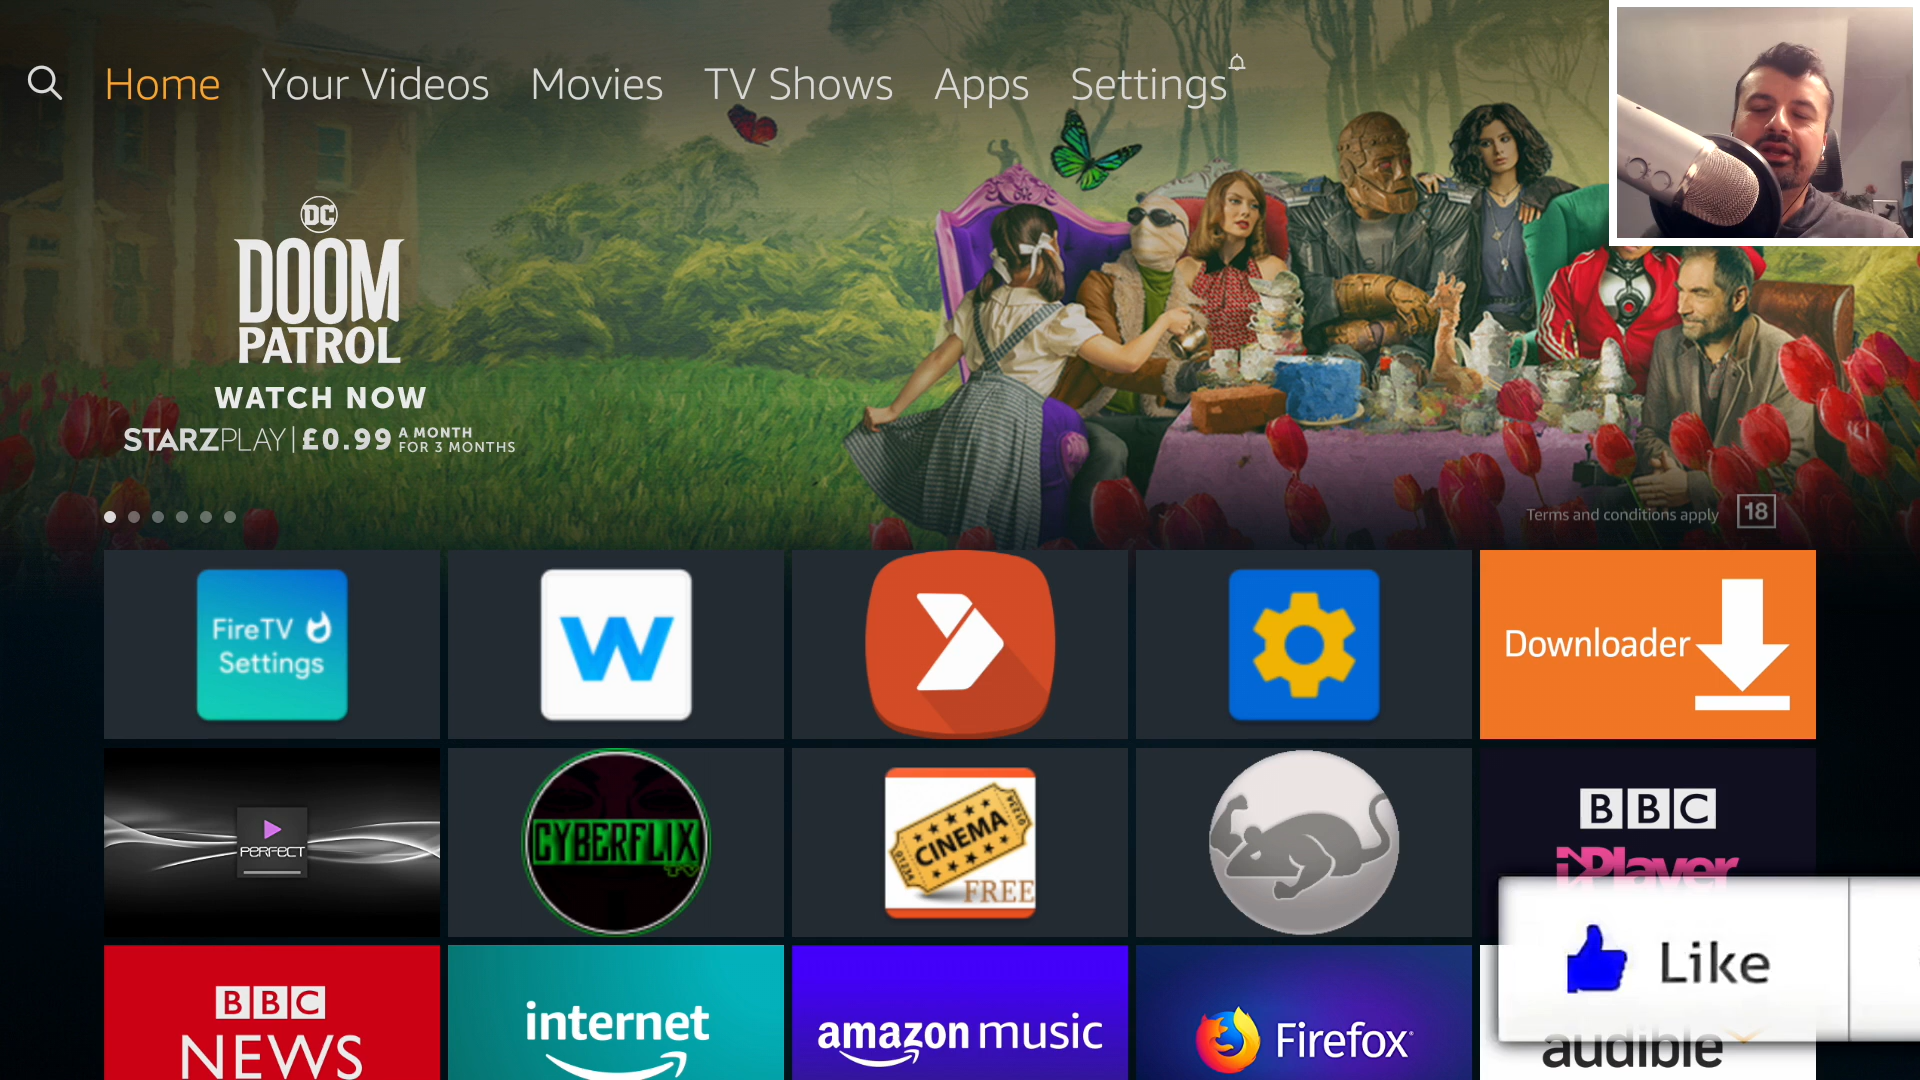 Home Your Videos Movies TV Shows Apps Settings
DC
DOOM
PATROL
WATCH NOW
STARZPLAY | £0.99 A MONTH
FOR 3 MONTHS
Terms and conditions apply 18
FireTV
Settings
W
Downloader
PERFECT
CYBERFLIX
TV
CINEMA
FREE
BBC
iPlayer
BBC
NEWS
internet
amazon music
Firefox
Like
audible